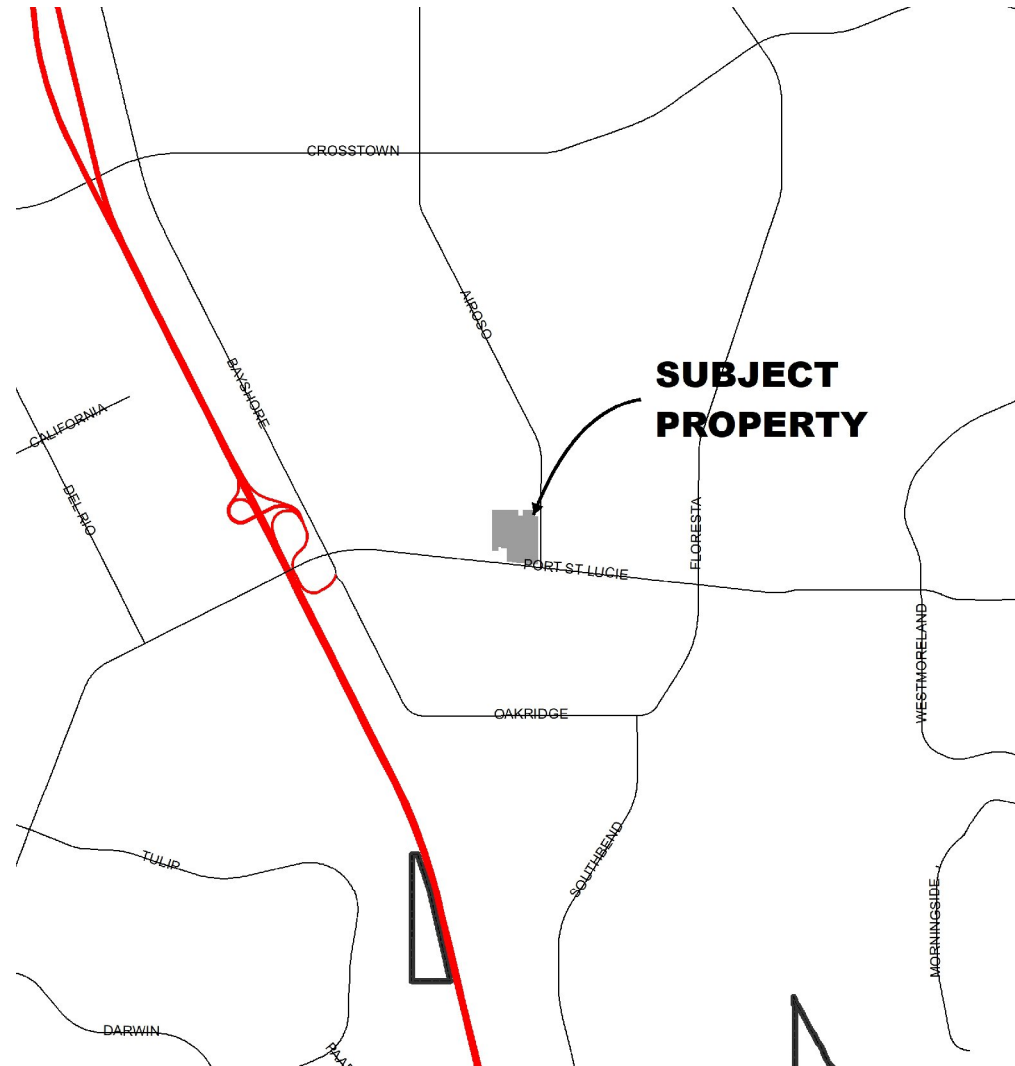 CROSSTOWN
AIROSO
BAYSHORE
SUBJECT
PROPERTY
CALIFORNIA
DEL RIO
FLORESTA
PORT ST LUCIE
WESTMORELAND
OAKRIDGE
SOUTHBEND
TULIP
MORNINGSIDE
DARWIN